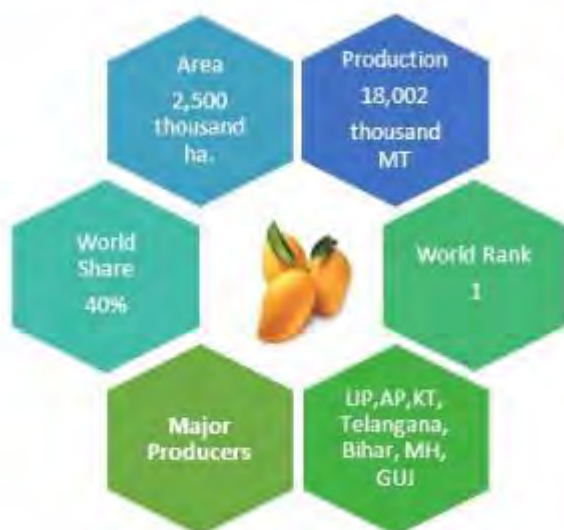 Area
2,500
thousand
ha.
Production
18,002
thousand
MT
World
Share
40%
World Rank
1
Major
Producers
UP,AP,KT,
Telangana,
Bihar, MH,
GUJ